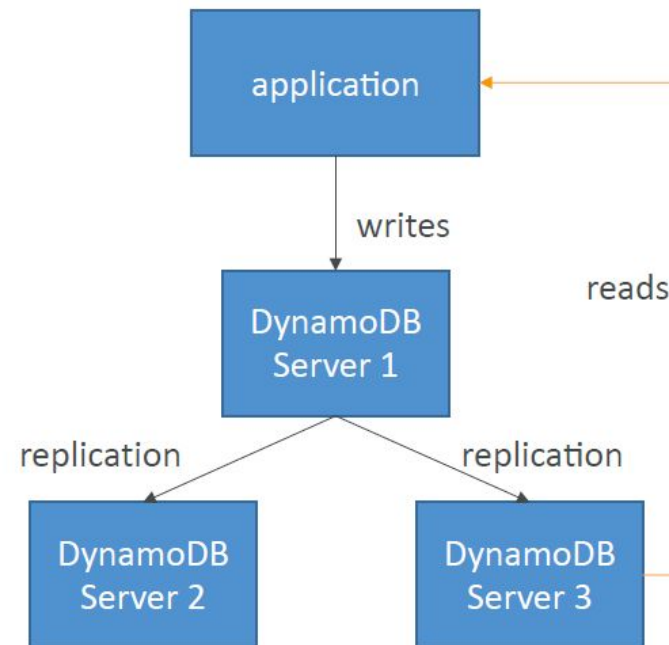 application
writes
reads
DynamoDB
Server 1
replication
replication
DynamoDB
Server 2
DynamoDB
Server 3